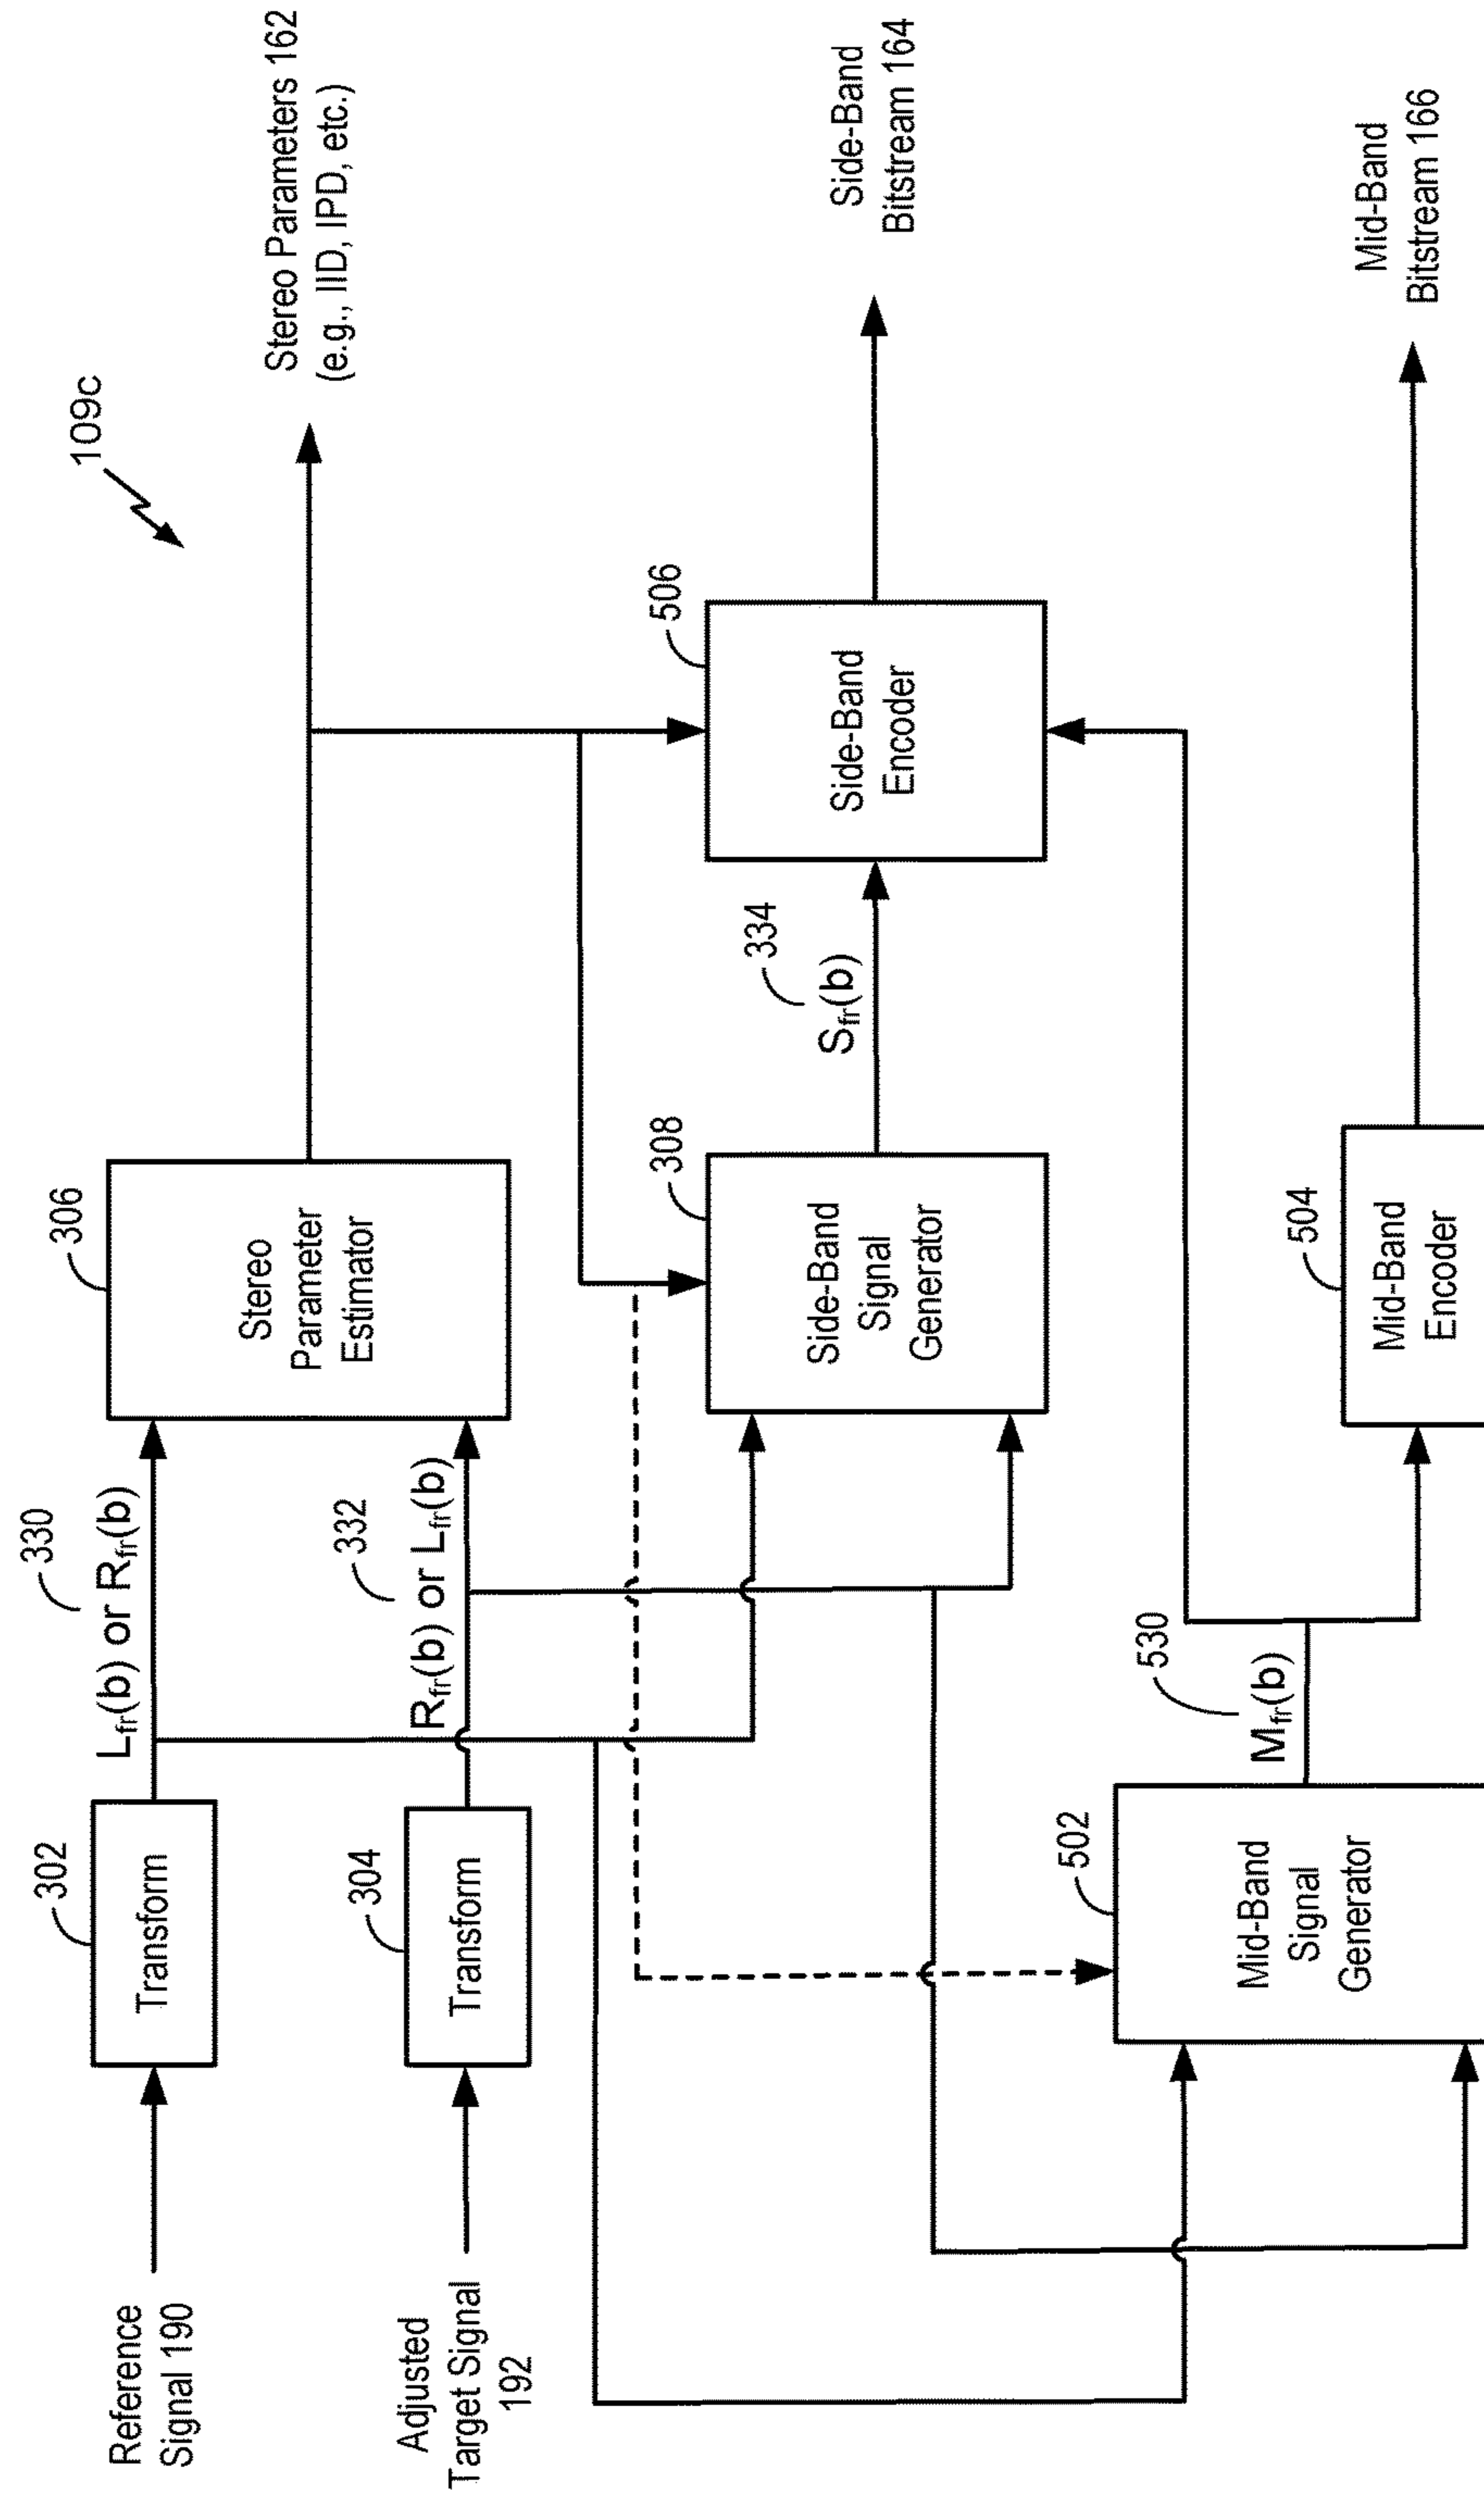 109c
Reference
Signal 190
302
Transform
330
Lfr(b) or Rfr(b)
306
Stereo
Parameter
Estimator
Stereo Parameters 162
(e.g., IID, IPD, etc.)
Adjusted
Target Signal
192
304
Transform
332
Rfr(b) or Lfr(b)
308
Side-Band
Signal
Generator
334
Sfr(b)
506
Side-Band
Encoder
Side-Band
Bitstream 164
502
Mid-Band
Signal
Generator
530
Mfr(b)
504
Mid-Band
Encoder
Mid-Band
Bitstream 166